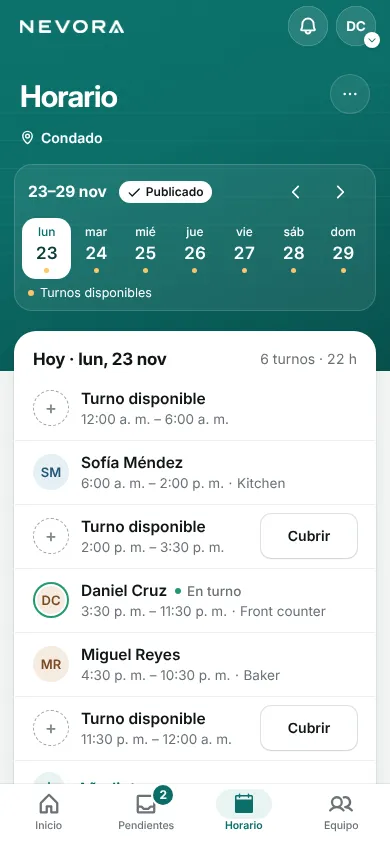 NEVORA
DC
Horario
Condado
23–29 nov
Publicado
lun mar mié jue vie sáb dom
23 24 25 26 27 28 29
Turnos disponibles
Hoy · lun, 23 nov
6 turnos · 22 h
Turno disponible
12:00 a. m. – 6:00 a. m.
SM
Sofía Méndez
6:00 a. m. – 2:00 p. m. · Kitchen
Turno disponible
2:00 p. m. – 3:30 p. m.
Cubrir
DC
Daniel Cruz
En turno
3:30 p. m. – 11:30 p. m. · Front counter
MR
Miguel Reyes
4:30 p. m. – 10:30 p. m. · Baker
Turno disponible
11:30 p. m. – 12:00 a. m.
Cubrir
2
Inicio
Pendientes
Horario
Equipo